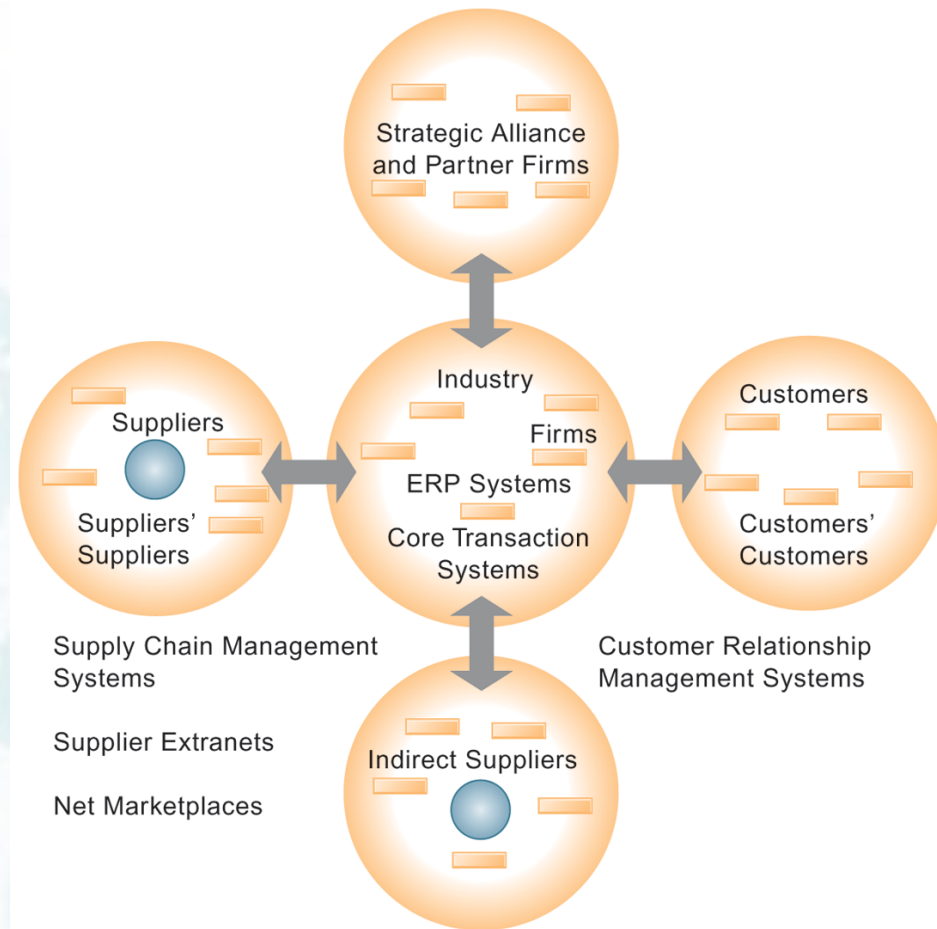 Strategic Alliance
and Partner Firms
Industry
Firms
ERP Systems
Core Transaction
Systems
Suppliers
Suppliers’
Suppliers
Customers
Customers’
Customers
Supply Chain Management
Systems
Supplier Extranets
Net Marketplaces
Customer Relationship
Management Systems
Indirect Suppliers